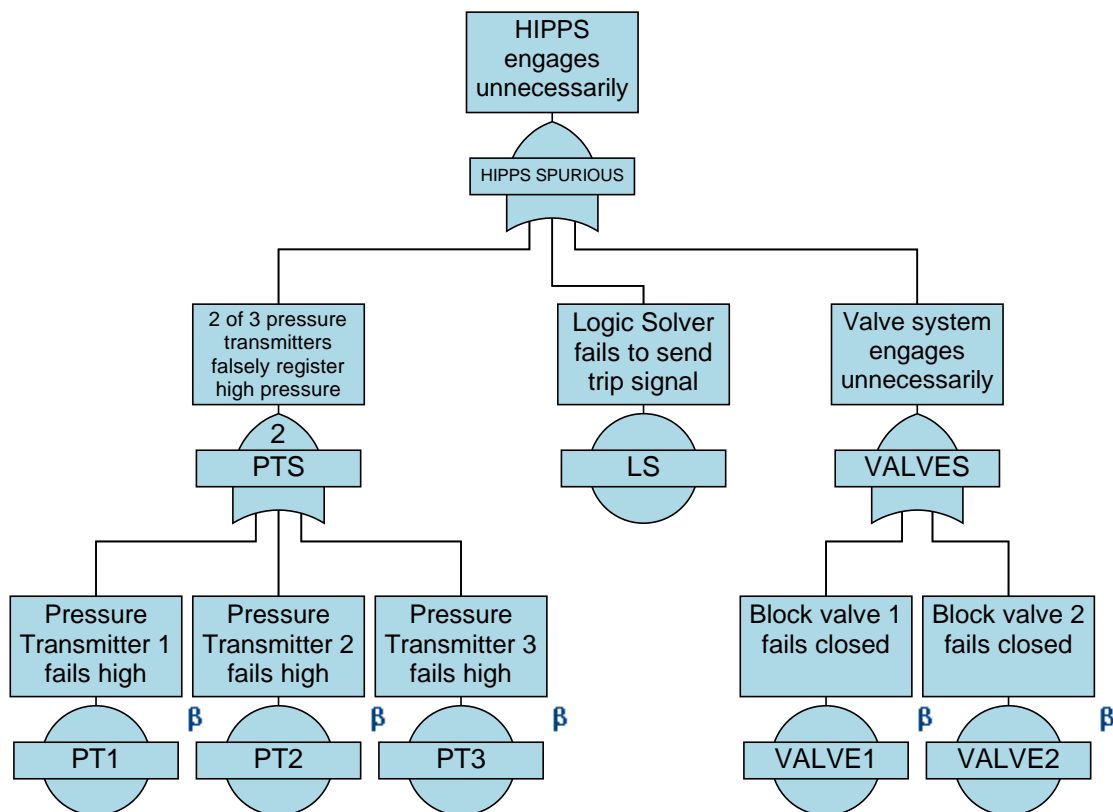 HIPPS
engages
unnecessarily
HIPPS SPURIOUS
2 of 3 pressure
transmitters
falsely register
high pressure
2
PTS
Logic Solver
fails to send
trip signal
LS
Valve system
engages
unnecessarily
VALVES
Pressure
Transmitter 1
fails high
β
PT1
Pressure
Transmitter 2
fails high
β
PT2
Pressure
Transmitter 3
fails high
β
PT3
Block valve 1
fails closed
β
VALVE1
Block valve 2
fails closed
β
VALVE2